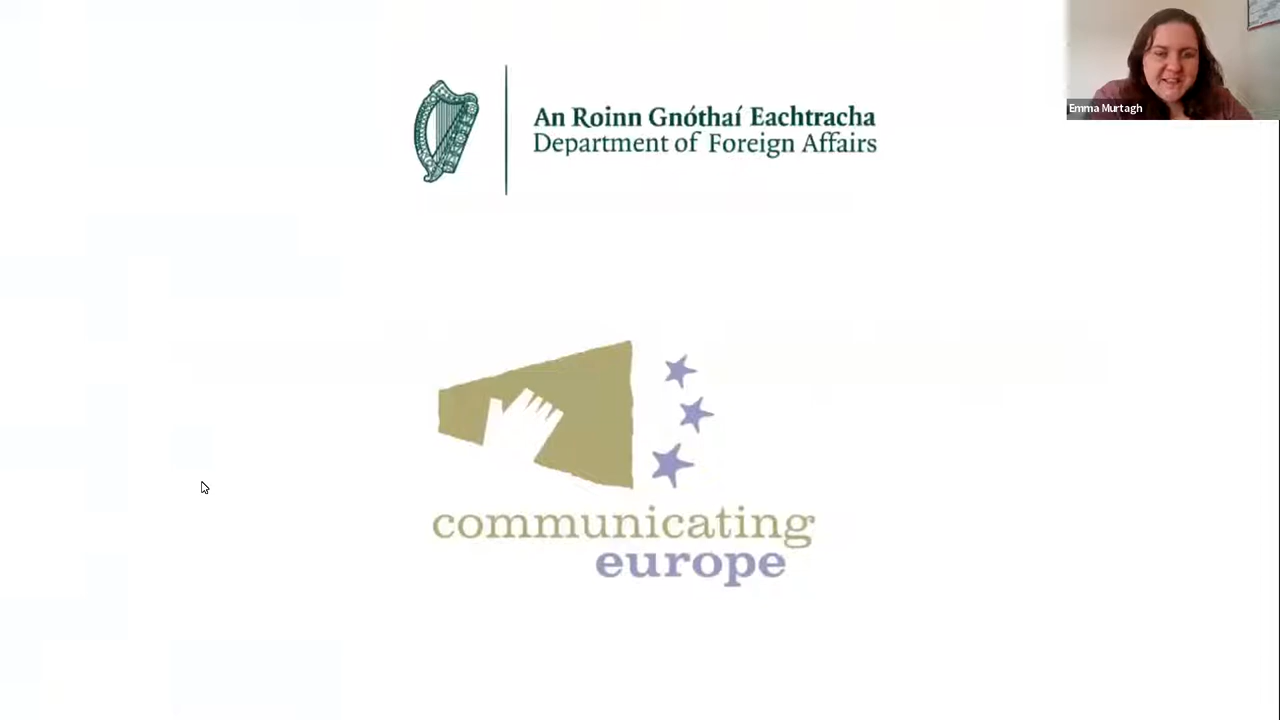 An Roinn Gnóthaí Eachtracha
Department of Foreign Affairs
Emma Murtagh
communicating
europe